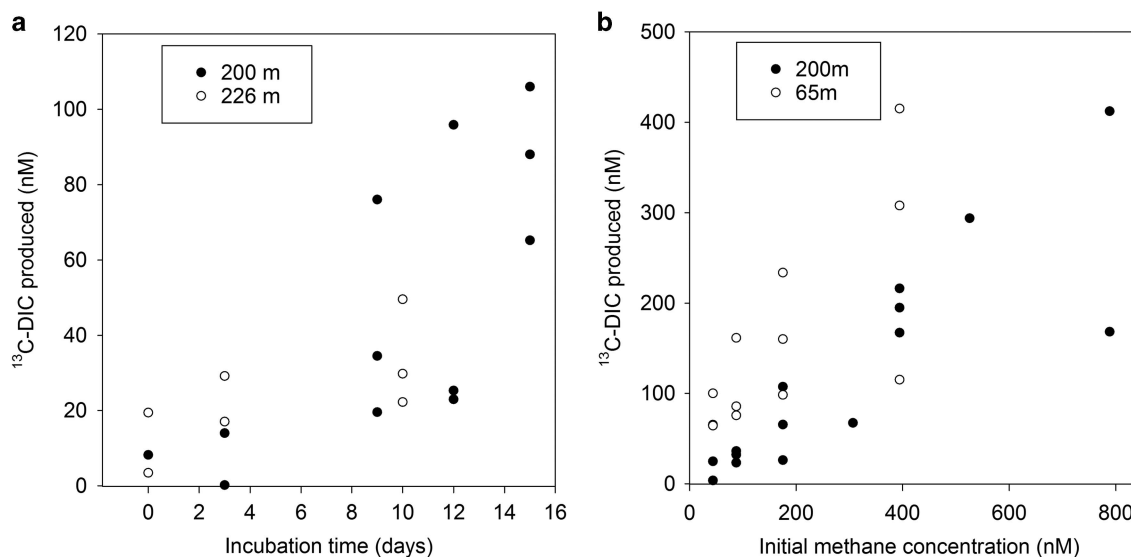 a
120
100
80
60
40
20
0
¹³C-DIC produced (nM)
200 m
226 m
0 2 4 6 8 10 12 14 16
Incubation time (days)
b
500
400
300
200
100
0
¹³C-DIC produced (nM)
200m
65m
0 200 400 600 800
Initial methane concentration (nM)